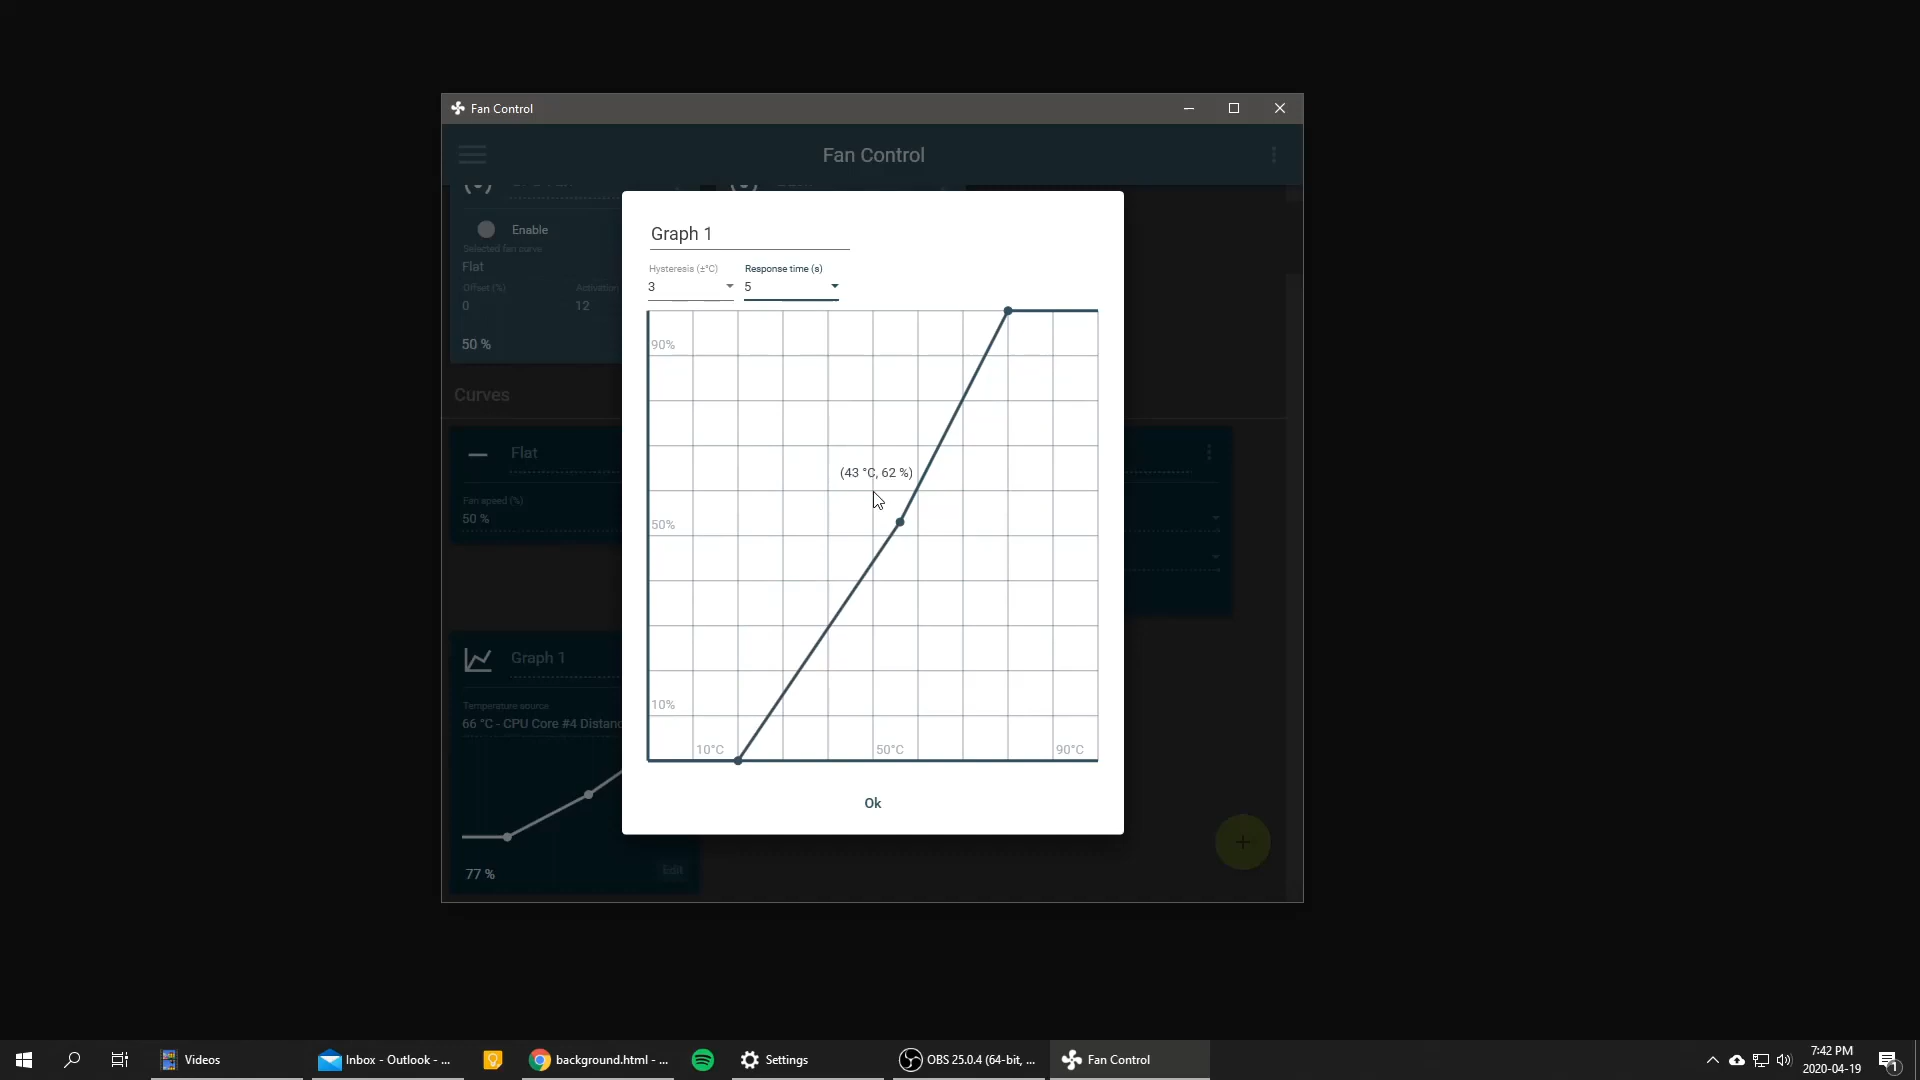 Fan Control
Fan Control
Enable
Selected fan curve
Flat
Offset (%)
Activation
0
12
50 %
Curves
Flat
Fan speed (%)
50 %
Graph 1
Temperature source
66 °C - CPU Core #4 Distanc
77 %
Edit
Graph 1
Hysteresis (±°C)
Response time (s)
3
5
90%
(43 °C, 62 %)
50%
10%
10°C
50°C
90°C
Ok
Videos
Inbox - Outlook - ...
background.html - ...
Settings
OBS 25.0.4 (64-bit, ...
Fan Control
7:42 PM
2020-04-19
1